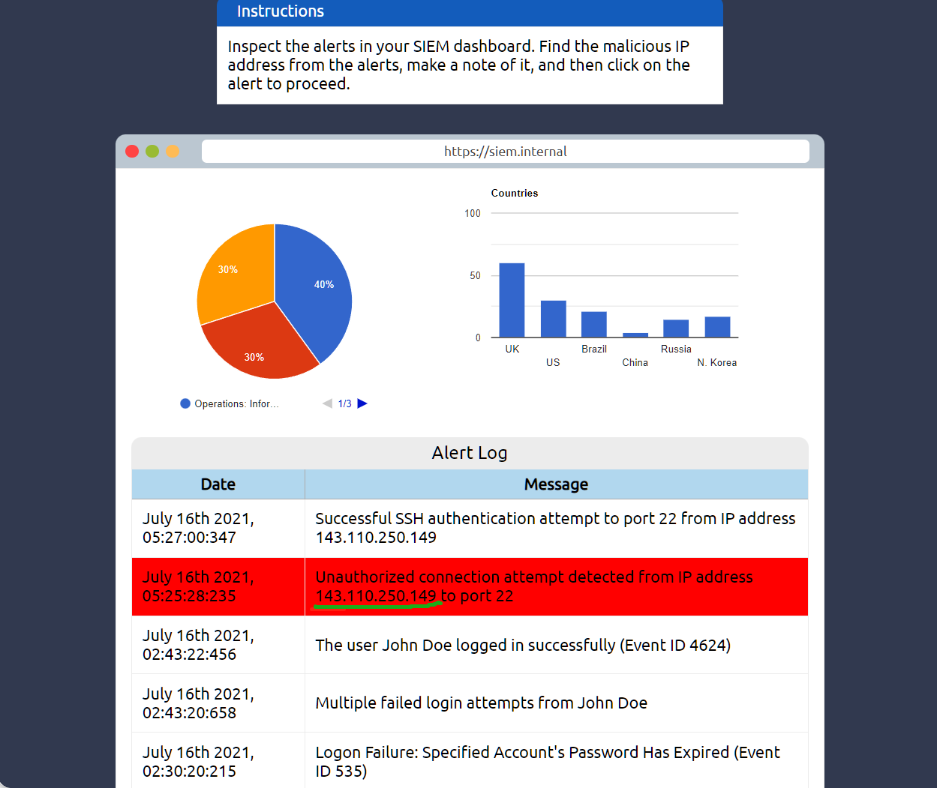 Instructions
Inspect the alerts in your SIEM dashboard. Find the malicious IP
address from the alerts, make a note of it, and then click on the
alert to proceed.
https://siem.internal
Countries
100
50
0
UK
US
Brazil
China
Russia
N. Korea
30%
40%
30%
Operations: Infor...
1/3
Alert Log
Date
Message
July 16th 2021,
05:27:00:347
Successful SSH authentication attempt to port 22 from IP address
143.110.250.149
July 16th 2021,
05:25:28:235
Unauthorized connection attempt detected from IP address
143.110.250.149 to port 22
July 16th 2021,
02:43:22:456
The user John Doe logged in successfully (Event ID 4624)
July 16th 2021,
02:43:20:658
Multiple failed login attempts from John Doe
July 16th 2021,
02:30:20:215
Logon Failure: Specified Account's Password Has Expired (Event
ID 535)